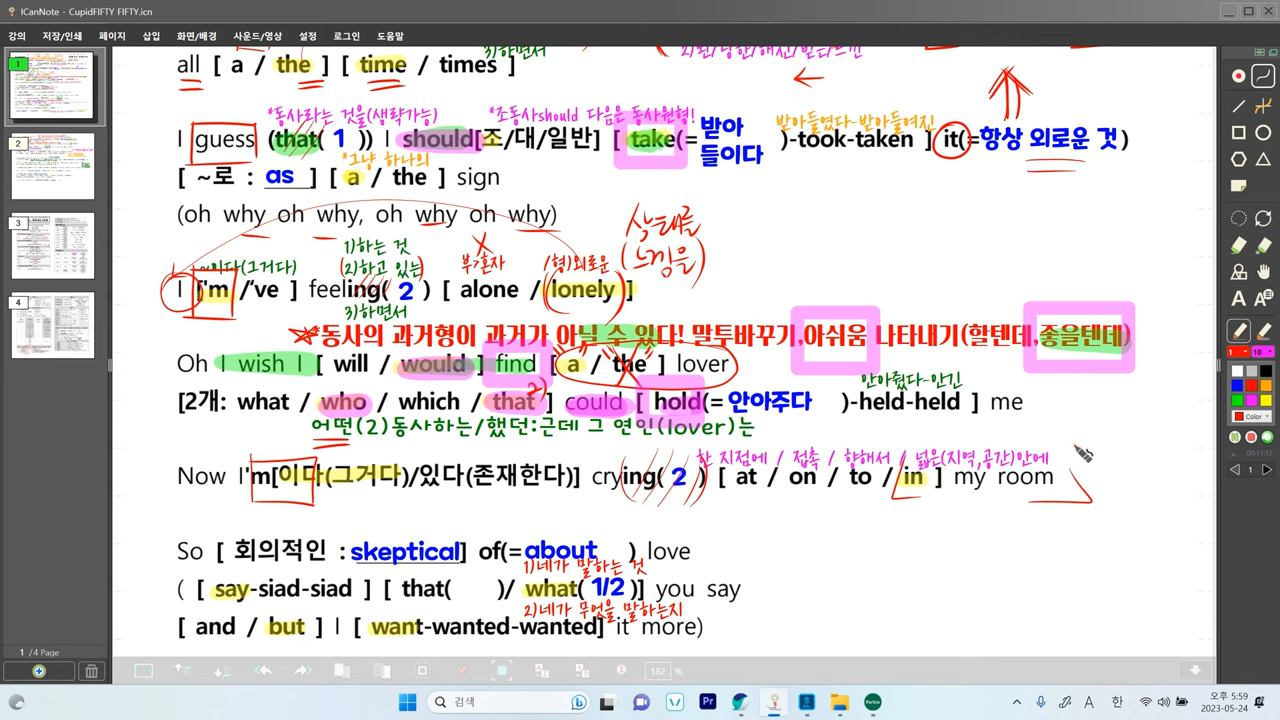 ICanNote - CupidFIFTY FIFTY.icn
강의 저장/인쇄 페이지 삽입 화면/배경 사운드/영상 설정 로그인 도움말
3)하면서
all [ a / the ] [ time / times ]
*동사라는 것을(생략가능) *조동사should 다음은 동사원형! 받아들였다-받아들여진
I guess (that( 1 )) I should[조·대/일반] [ take(= 받아들이다 )-took-taken ] it(=항상 외로운 것)
*그냥 하나의
[ ~로 : as ] [ a / the ] sign
(oh why oh why, oh why oh why)
상태를
(느낌을)
1)하는 것
~이다(그거다) (2)하고 있는) 부?혼자 /형)외로운
I ['m /'ve ] feeling( 2 ) [ alone / lonely ]
3)하면서
*동사의 과거형이 과거가 아닐 수 있다! 말투바꾸기,아쉬움 나타내기(할텐데,좋을텐데)
Oh I wish I [ will / would ] find [ a / the ] lover
안아줬다-안긴
[2개: what / who / which / that 2) ] could [ hold(= 안아주다 )-held-held ] me
어떤(2)동사하는/했던:근데 그 연인(lover)는
한 지점에 / 접촉 / 향해서 / 넓은(지역,공간)안에
Now I'm[이다(그거다)/있다(존재한다)] crying( 2 ) [ at / on / to / in ] my room
So [ 회의적인 : skeptical] of(=about ) love
1)네가 말하는 것
( [ say-siad-siad ] [ that( )/ what( 1/2 )] you say
2)네가 무엇을 말하는지
[ and / but ] I [ want-wanted-wanted] it more)
1
2
3
4
1 /4 Page
182 %
Color
00/11:12
1
검색
오후 5:59
2023-05-24